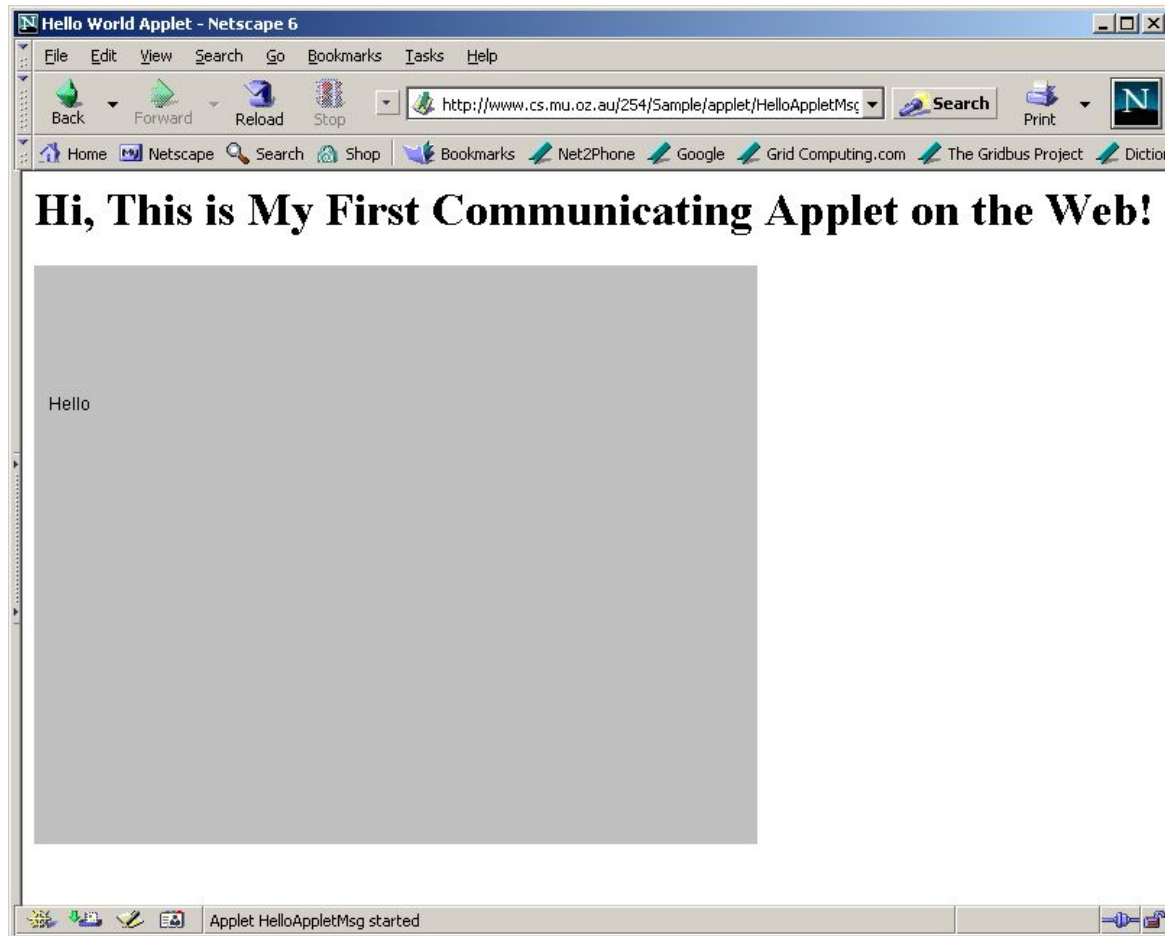 Hello World Applet - Netscape 6
File Edit View Search Go Bookmarks Tasks Help
Back Forward Reload Stop http://www.cs.mu.oz.au/254/Sample/applet/HelloAppletMsg Search Print N
Home My Netscape Search Shop Bookmarks Net2Phone Google Grid Computing.com The Gridbus Project Diction
Hi, This is My First Communicating Applet on the Web!
Hello
Applet HelloAppletMsg started